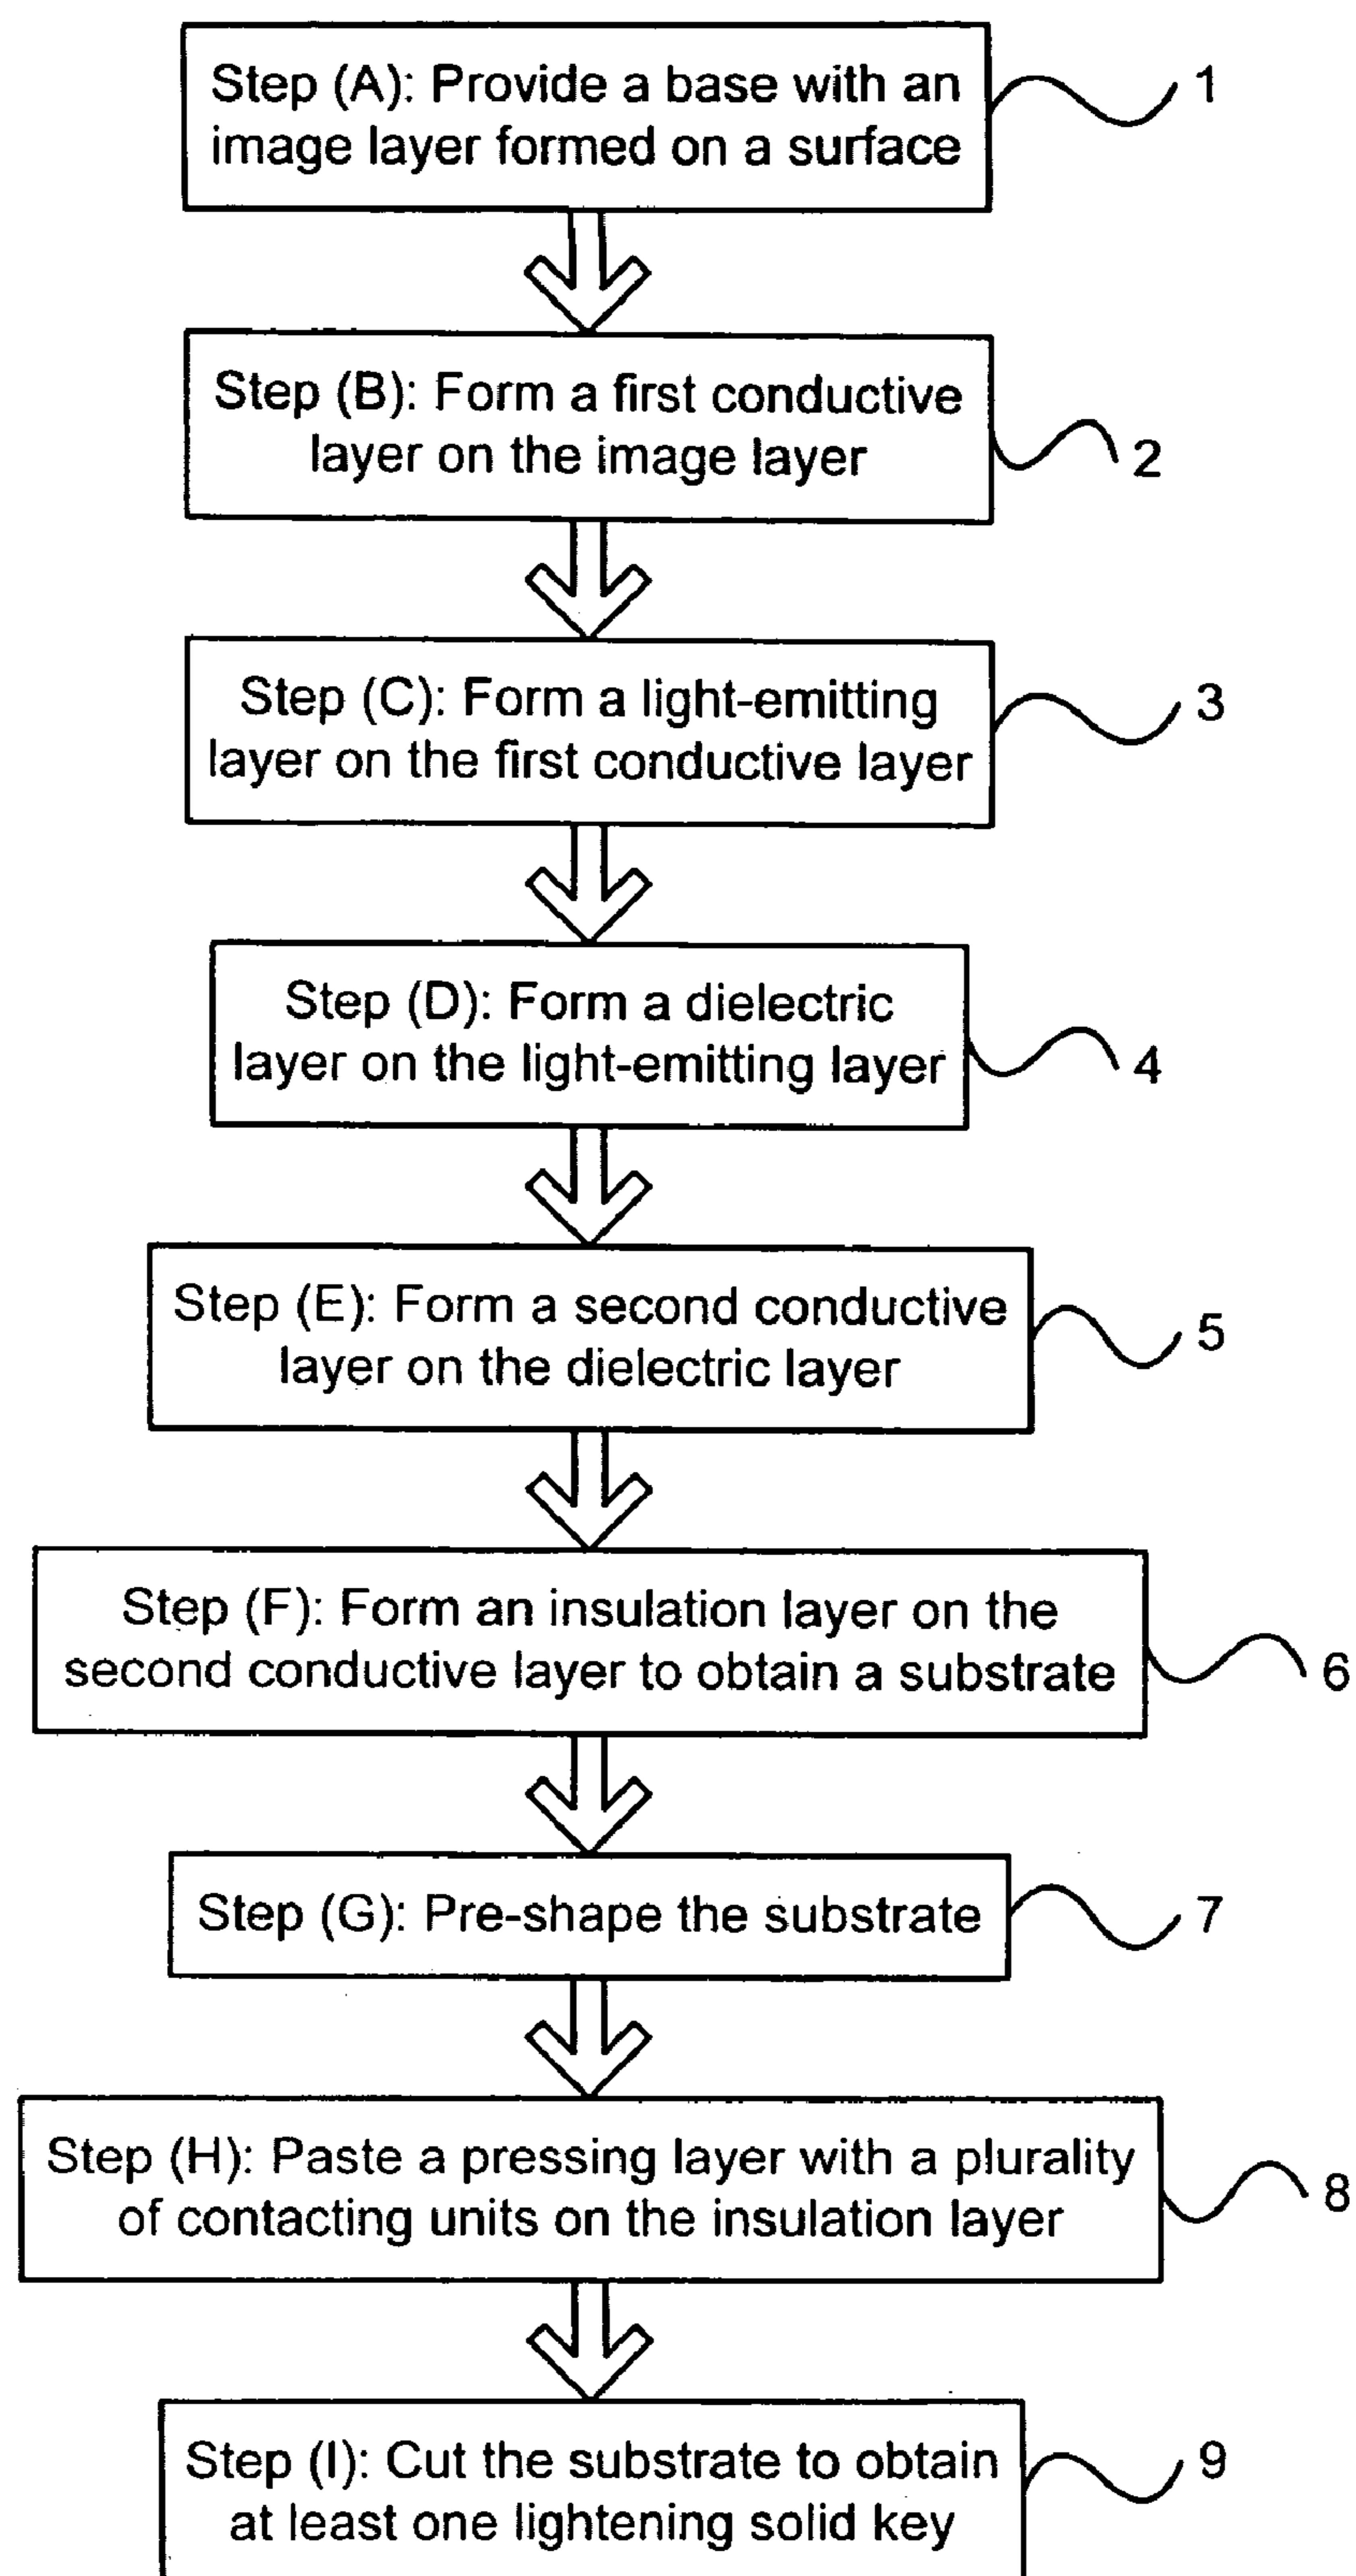 Step (A): Provide a base with an
image layer formed on a surface
1
Step (B): Form a first conductive
layer on the image layer
2
Step (C): Form a light-emitting
layer on the first conductive layer
3
Step (D): Form a dielectric
layer on the light-emitting layer
4
Step (E): Form a second conductive
layer on the dielectric layer
5
Step (F): Form an insulation layer on the
second conductive layer to obtain a substrate
6
Step (G): Pre-shape the substrate
7
Step (H): Paste a pressing layer with a plurality
of contacting units on the insulation layer
8
Step (I): Cut the substrate to obtain
at least one lightening solid key
9